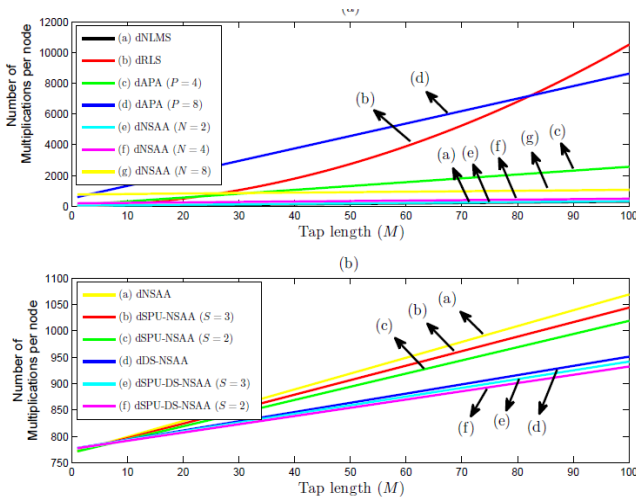 (a)
12000
10000
8000
6000
4000
2000
0
Number of
Multiplications per node
(a) dNLMS
(b) dRLS
(c) dAPA (P = 4)
(d) dAPA (P = 8)
(e) dNSAA (N = 2)
(f) dNSAA (N = 4)
(g) dNSAA (N = 8)
(b)
(d)
(a)
(e)
(f)
(g)
(c)
0 10 20 30 40 50 60 70 80 90 100
Tap length (M)
(b)
1100
1050
1000
950
900
850
800
750
Number of
Multiplications per node
(a) dNSAA
(b) dSPU-NSAA (S = 3)
(c) dSPU-NSAA (S = 2)
(d) dDS-NSAA
(e) dSPU-DS-NSAA (S = 3)
(f) dSPU-DS-NSAA (S = 2)
(c)
(b)
(a)
(f)
(e)
(d)
0 10 20 30 40 50 60 70 80 90 100
Tap length (M)